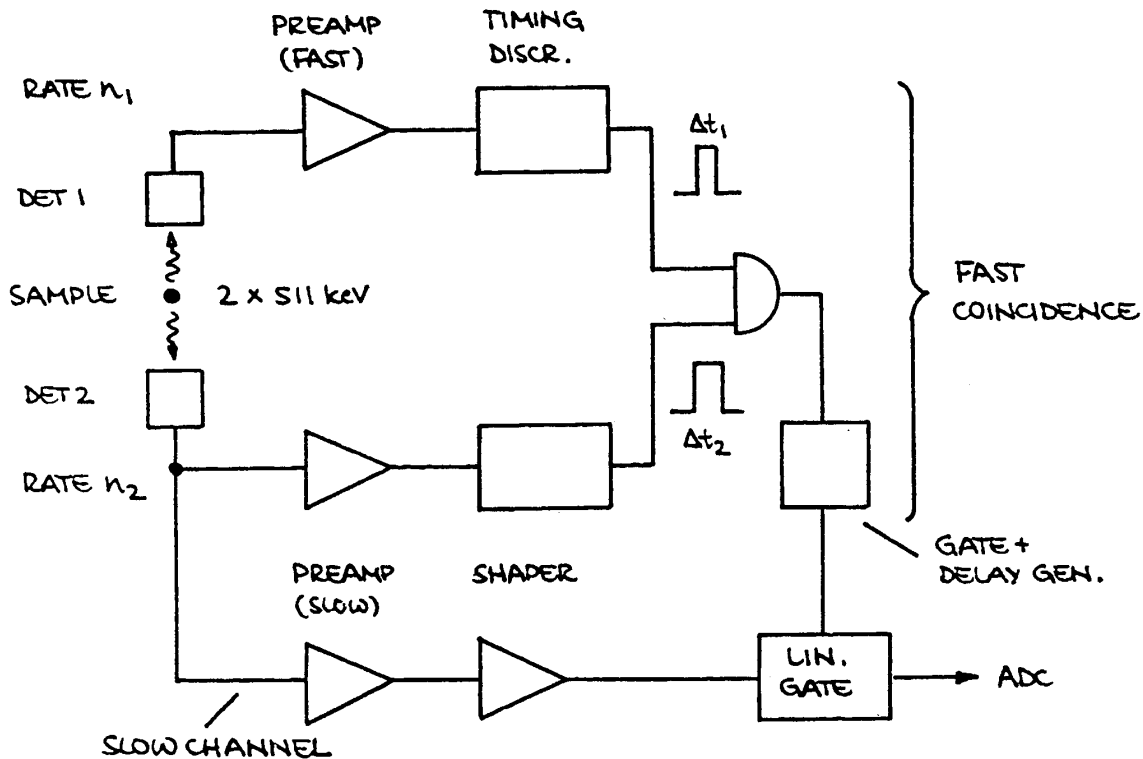 PREAMP
(FAST)
TIMING
DISCR.
RATE n₁
Δt₁
DET 1
SAMPLE
2 x 511 keV
FAST
COINCIDENCE
DET 2
Δt₂
RATE n₂
GATE +
DELAY GEN.
PREAMP
(SLOW)
SHAPER
LIN.
GATE
ADC
SLOW CHANNEL